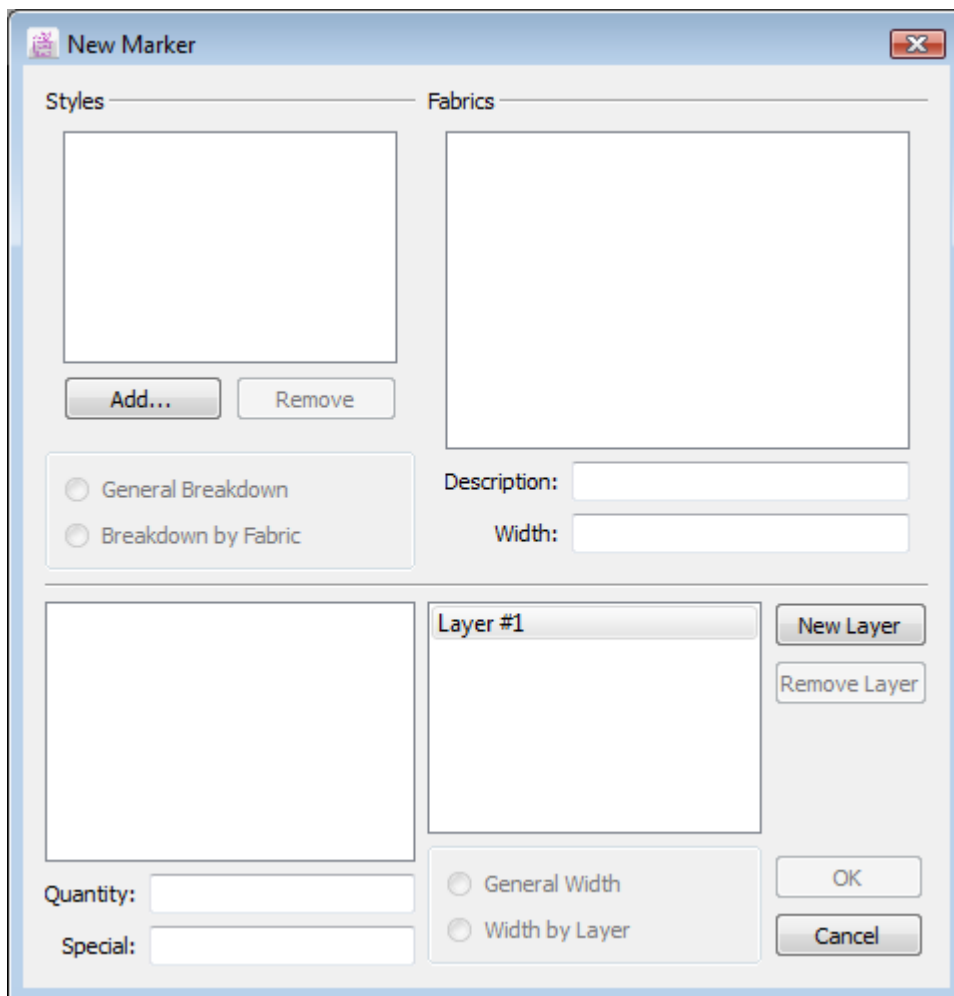 New Marker
Styles
Fabrics
Add...
Remove
General Breakdown
Breakdown by Fabric
Description:
Width:
Layer #1
New Layer
Remove Layer
Quantity:
Special:
General Width
Width by Layer
OK
Cancel